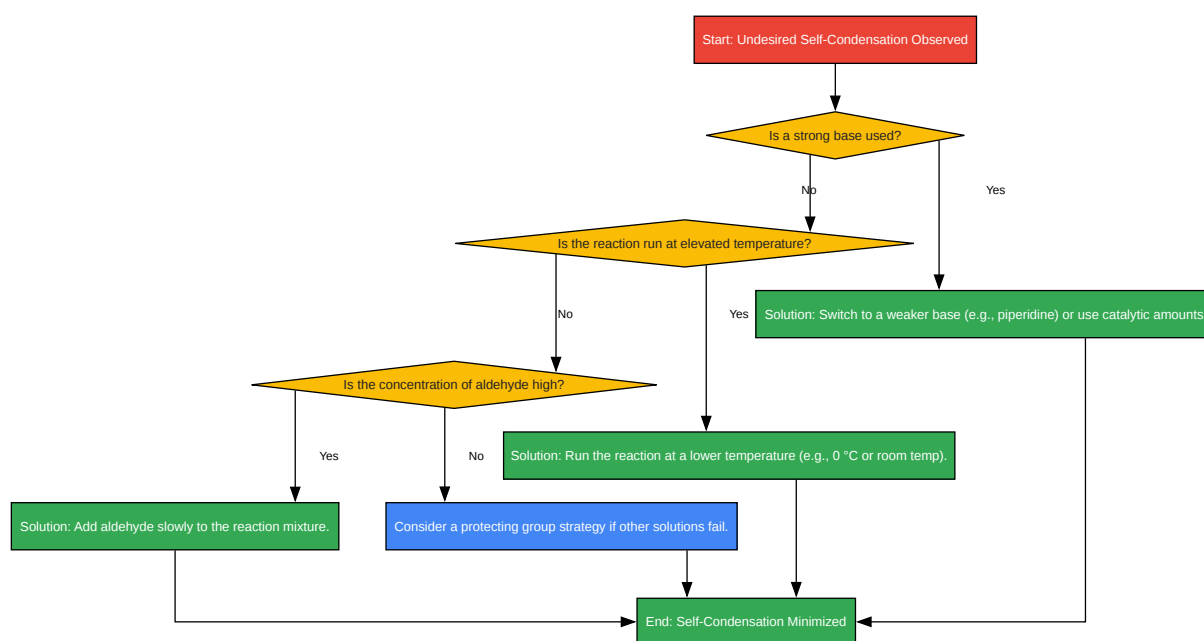 Start: Undesired Self-Condensation Observed
Is a strong base used?
No
Yes
Is the reaction run at elevated temperature?
No
Yes
Solution: Switch to a weaker base (e.g., piperidine) or use catalytic amounts
Is the concentration of aldehyde high?
Yes
No
Solution: Run the reaction at a lower temperature (e.g., 0 °C or room temp).
Solution: Add aldehyde slowly to the reaction mixture.
Consider a protecting group strategy if other solutions fail.
End: Self-Condensation Minimized